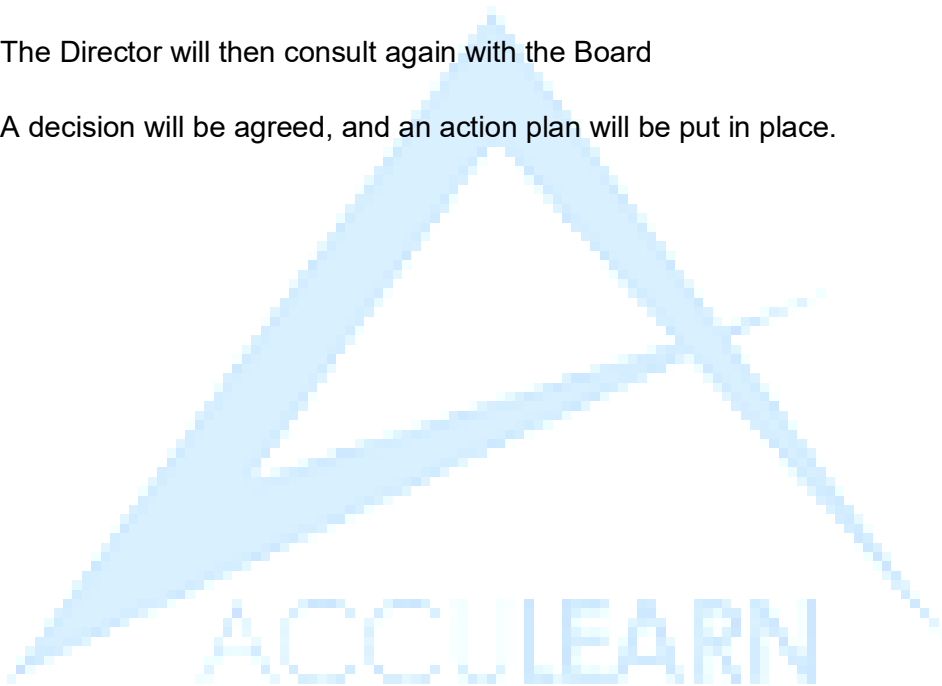 The Director will then consult again with the Board
A decision will be agreed, and an action plan will be put in place.
ACCULEARN